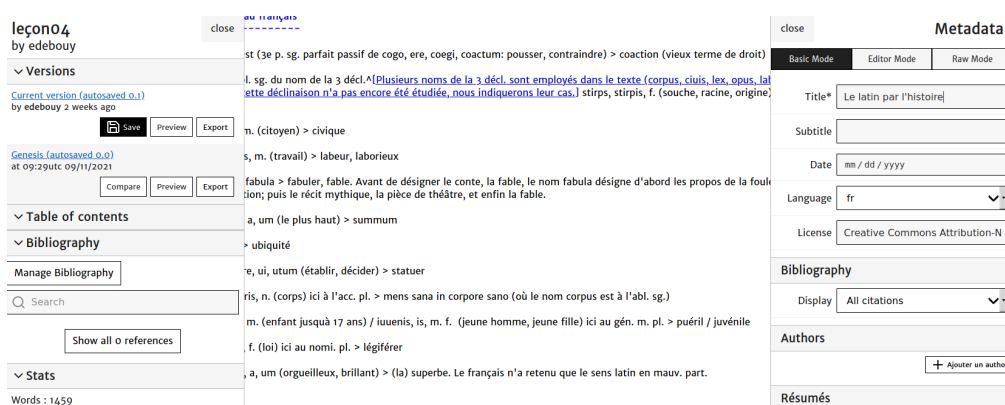 leçon04
close
by edebouy
Versions
Current version (autosaved 0.1)
by edebouy 2 weeks ago
Save
Preview
Export
Genesis (autosaved 0.0)
at 09:29utc 09/11/2021
Compare
Preview
Export
Table of contents
Bibliography
Manage Bibliography
Search
Show all 0 references
Stats
Words : 1459
au français
-------------
st (3e p. sg. parfait passif de cogo, ere, coegi, coactum: pousser, contraindre) > coaction (vieux terme de droit)
l. sg. du nom de la 3 décl.^[Plusieurs noms de la 3 décl. sont employés dans le texte (corpus, ciuis, lex, opus, lab
ette déclinaison n'a pas encore été étudiée, nous indiquerons leur cas.] stirps, stirpis, f. (souche, racine, origine)
m. (citoyen) > civique
s, m. (travail) > labeur, laborieux
fabula > fabuler, fable. Avant de désigner le conte, la fable, le nom fabula désigne d'abord les propos de la foule
tion; puis le récit mythique, la pièce de théâtre, et enfin la fable.
a, um (le plus haut) > summum
> ubiquité
re, ui, utum (établir, décider) > statuer
ris, n. (corps) ici à l'acc. pl. > mens sana in corpore sano (où le nom corpus est à l'abl. sg.)
m. (enfant jusquà 17 ans) / iuuenis, is, m. f. (jeune homme, jeune fille) ici au gén. m. pl. > puéril / juvénile
, f. (loi) ici au nomi. pl. > légiférer
, a, um (orgueilleux, brillant) > (la) superbe. Le français n'a retenu que le sens latin en mauv. part.
close
Metadata
Basic Mode
Editor Mode
Raw Mode
Title* Le latin par l'histoire
Subtitle
Date mm / dd / yyyy
Language fr
License Creative Commons Attribution-N
Bibliography
Display All citations
Authors
+ Ajouter un autho
Résumés